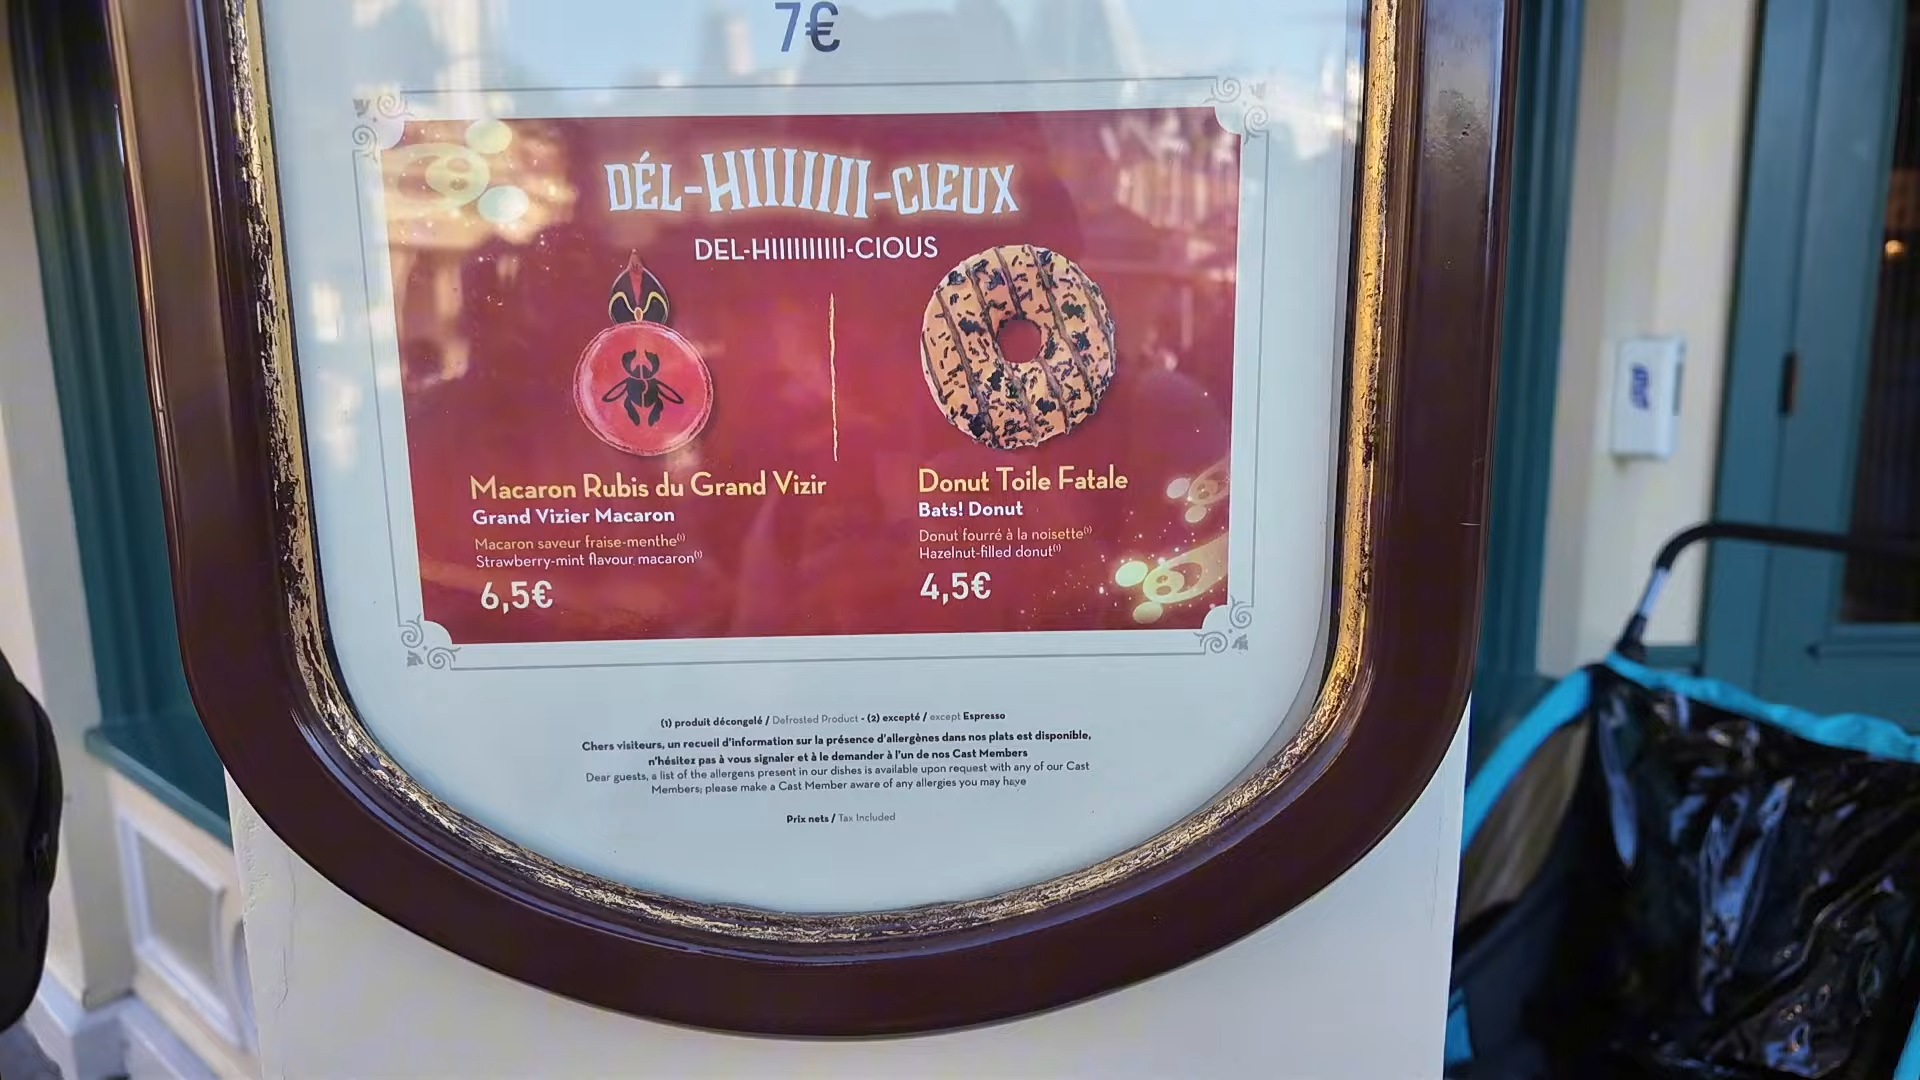 7€
DÉL-HIIIIIII-CIEUX
DEL-HIIIIIIIIII-CIOUS
Macaron Rubis du Grand Vizir
Grand Vizier Macaron
Macaron saveur fraise-menthe(1)
Strawberry-mint flavour macaron(1)
6,5€
Donut Toile Fatale
Bats! Donut
Donut fourré à la noisette(1)
Hazelnut-filled donut(1)
4,5€
(1) produit décongelé / Defrosted Product - (2) excepté / except Espresso
Chers visiteurs, un recueil d'information sur la présence d'allergènes dans nos plats est disponible,
n'hésitez pas à vous signaler et à le demander à l'un de nos Cast Members
Dear guests, a list of the allergens present in our dishes is available upon request with any of our Cast
Members; please make a Cast Member aware of any allergies you may have
Prix nets / Tax Included